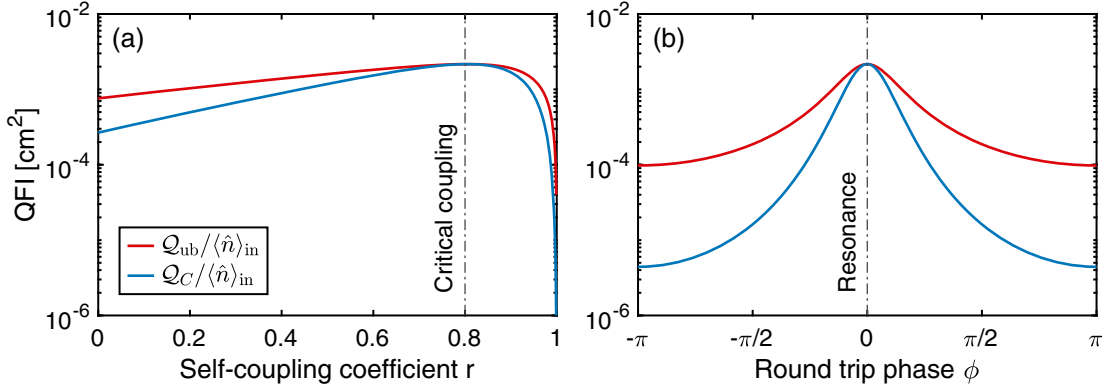 (a)
QFI [cm²]
10⁻²
10⁻⁴
10⁻⁶
Critical coupling
𝒬_ub/⟨n̂⟩_in
𝒬_C/⟨n̂⟩_in
0 0.2 0.4 0.6 0.8 1
Self-coupling coefficient r
(b)
10⁻²
10⁻⁴
10⁻⁶
Resonance
-π -π/2 0 π/2 π
Round trip phase ϕ